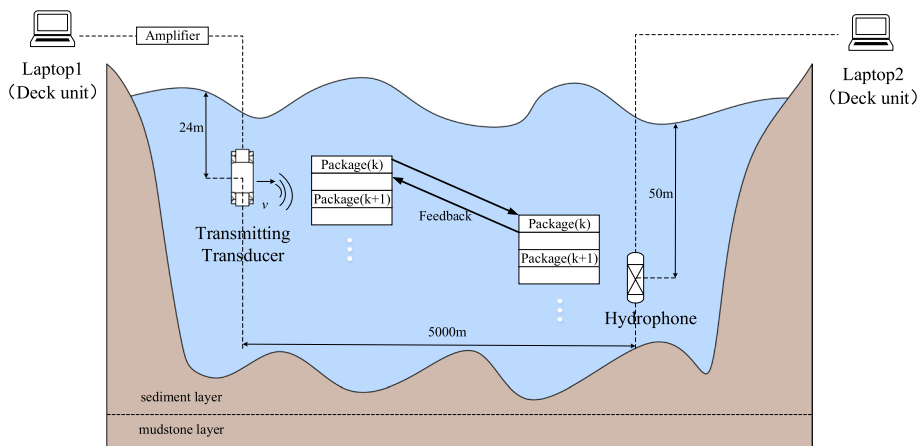 Amplifier
Laptop1
（Deck unit）
Laptop2
（Deck unit）
24m
50m
v
Package(k)
Package(k+1)
Feedback
Package(k)
Package(k+1)
Transmitting
Transducer
Hydrophone
5000m
sediment layer
mudstone layer